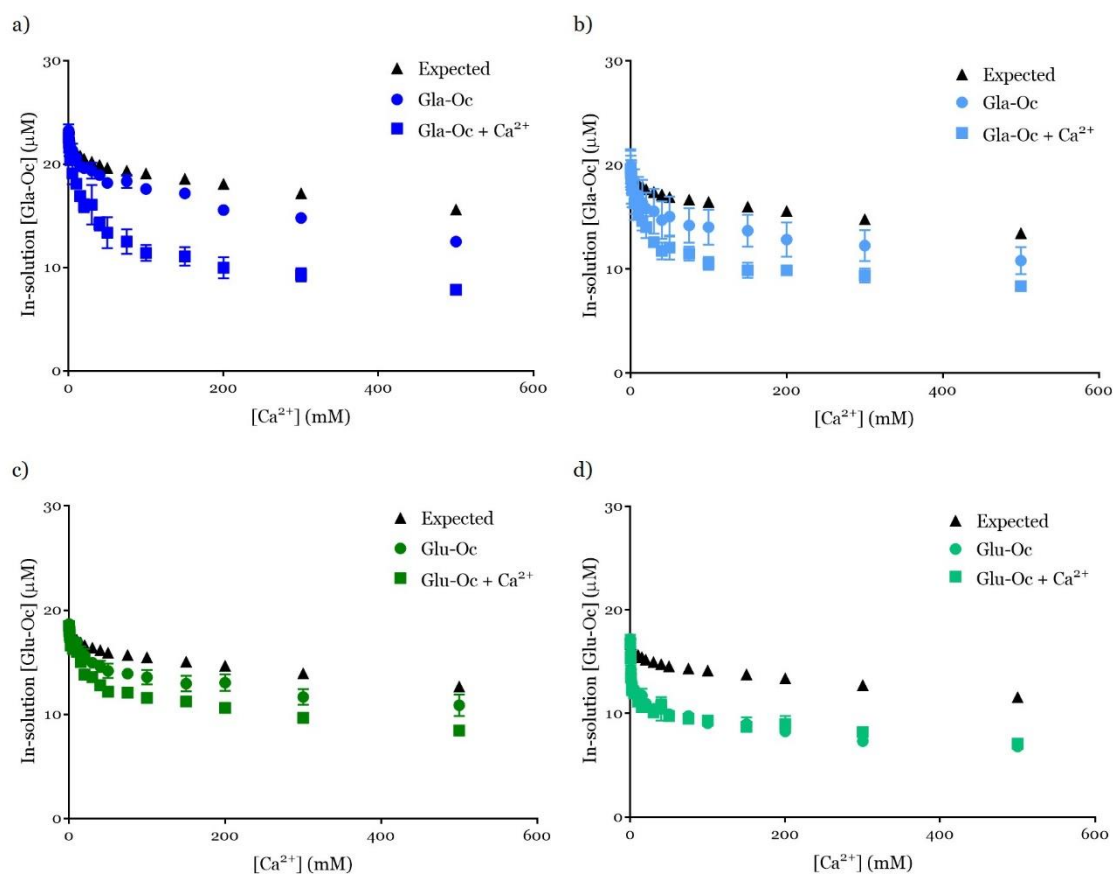 a)
30
20
10
0
In-solution [Gla-Oc] (μM)
Expected
Gla-Oc
Gla-Oc + Ca²⁺
0
200
400
600
[Ca²⁺] (mM)
b)
30
20
10
0
In-solution [Gla-Oc] (μM)
Expected
Gla-Oc
Gla-Oc + Ca²⁺
0
200
400
600
[Ca²⁺] (mM)
c)
30
20
10
0
In-solution [Glu-Oc] (μM)
Expected
Glu-Oc
Glu-Oc + Ca²⁺
0
200
400
600
[Ca²⁺] (mM)
d)
30
20
10
0
In-solution [Glu-Oc] (μM)
Expected
Glu-Oc
Glu-Oc + Ca²⁺
0
200
400
600
[Ca²⁺] (mM)